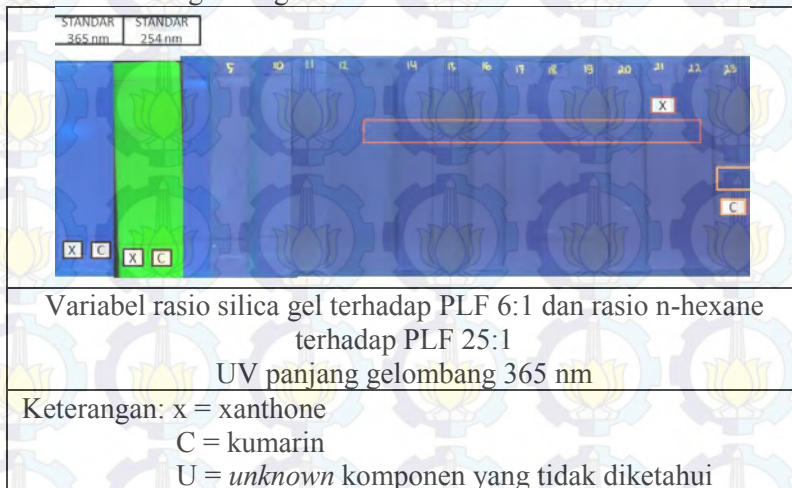 STANDAR STANDAR
365 nm 254 nm
5 10 11 12 14 15 16 17 18 19 20 21 22 23
X
C
X C X C
Variabel rasio silica gel terhadap PLF 6:1 dan rasio n-hexane
terhadap PLF 25:1
UV panjang gelombang 365 nm
Keterangan: x = xanthone
C = kumarin
U = unknown komponen yang tidak diketahui